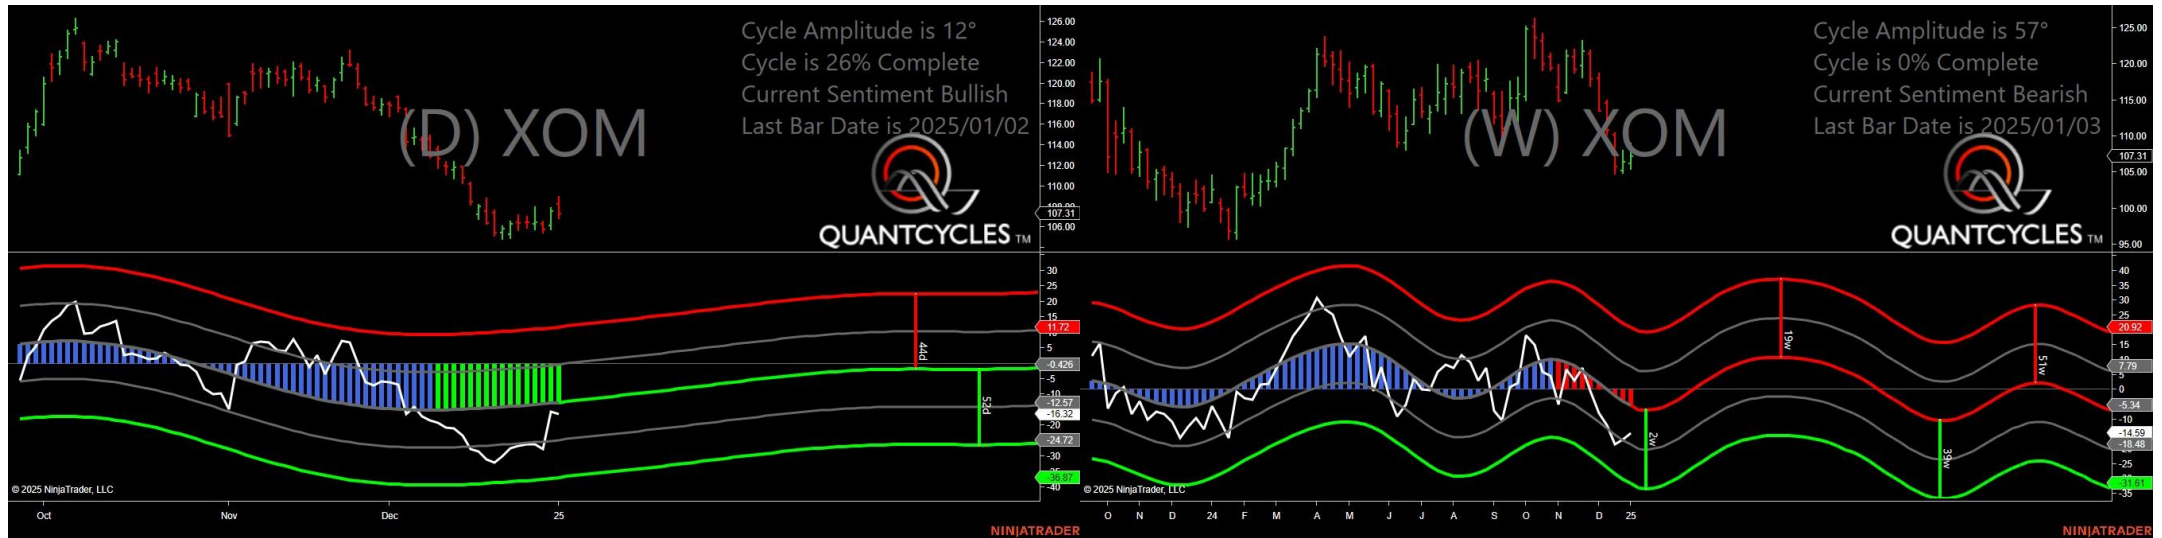 Cycle Amplitude is 12°
Cycle is 26% Complete
Current Sentiment Bullish
Last Bar Date is 2025/01/02
(D) XOM
QUANTCYCLES TM
126.00
124.00
122.00
120.00
118.00
116.00
114.00
112.00
110.00
108.00
107.31
106.00
30
25
20
15
11.72
5
-0.426
-5
-10
-12.57
-16.32
-20
-24.72
-30
-35
-36.87
-40
44d
52d
© 2025 NinjaTrader, LLC
Oct
Nov
Dec
25
NINJATRADER
Cycle Amplitude is 57°
Cycle is 0% Complete
Current Sentiment Bearish
Last Bar Date is 2025/01/03
(W) XOM
QUANTCYCLES TM
125.00
120.00
115.00
110.00
107.31
105.00
100.00
95.00
40
35
30
25
20.92
15
10
7.79
5
0
-5.34
-10
-14.59
-18.48
-25
-31.61
-35
2w
19w
39w
51w
© 2025 NinjaTrader, LLC
O
N
D
24
F
M
A
M
J
J
A
S
O
N
D
25
NINJATRADER